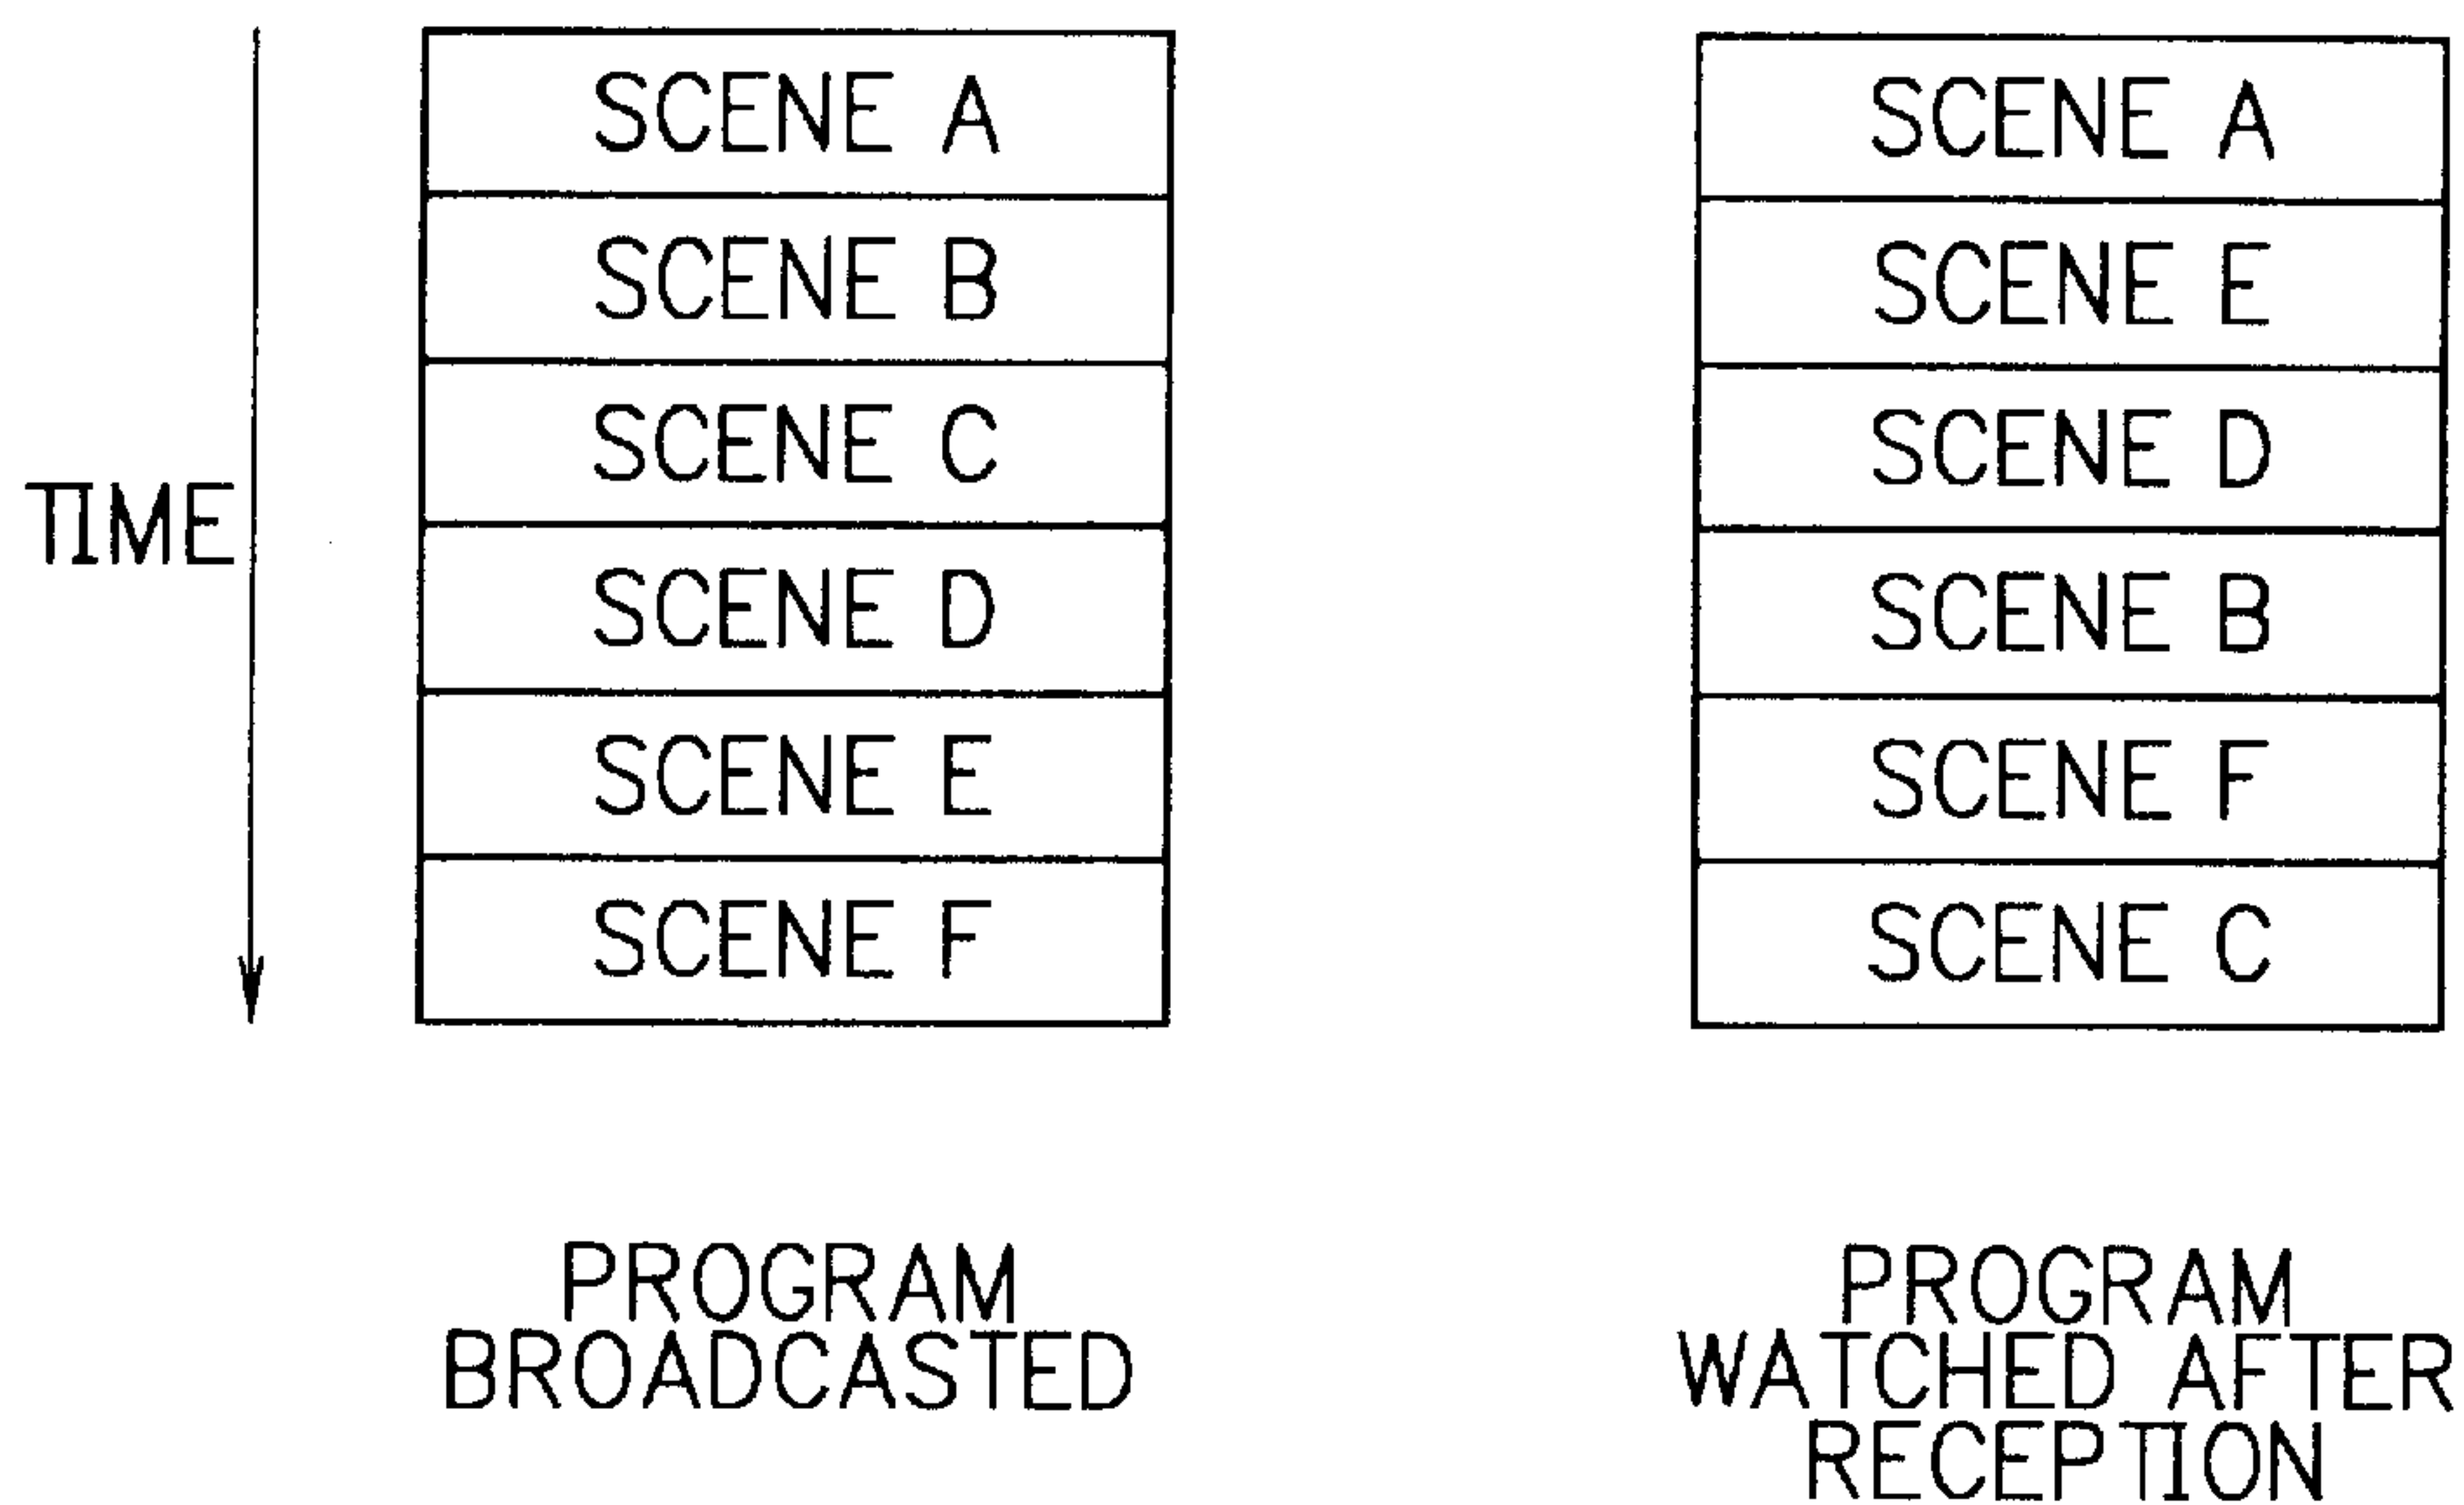 TIME
SCENE A
SCENE B
SCENE C
SCENE D
SCENE E
SCENE F
PROGRAM
BROADCASTED
SCENE A
SCENE E
SCENE D
SCENE B
SCENE F
SCENE C
PROGRAM
WATCHED AFTER
RECEPTION